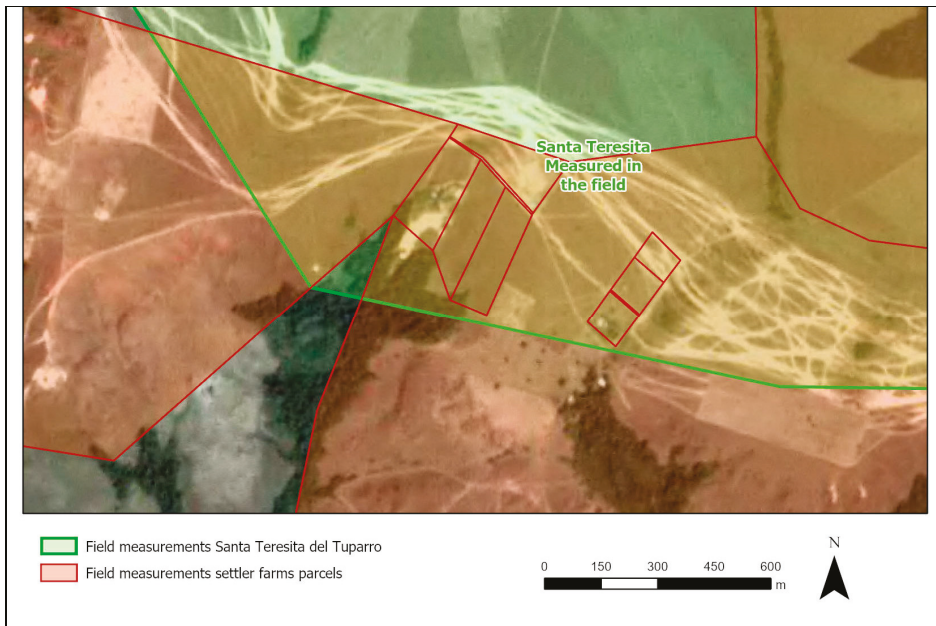 Santa Teresita
Measured in
the field
Field measurements Santa Teresita del Tuparro
Field measurements settler farms parcels
0 150 300 450 600
m
N